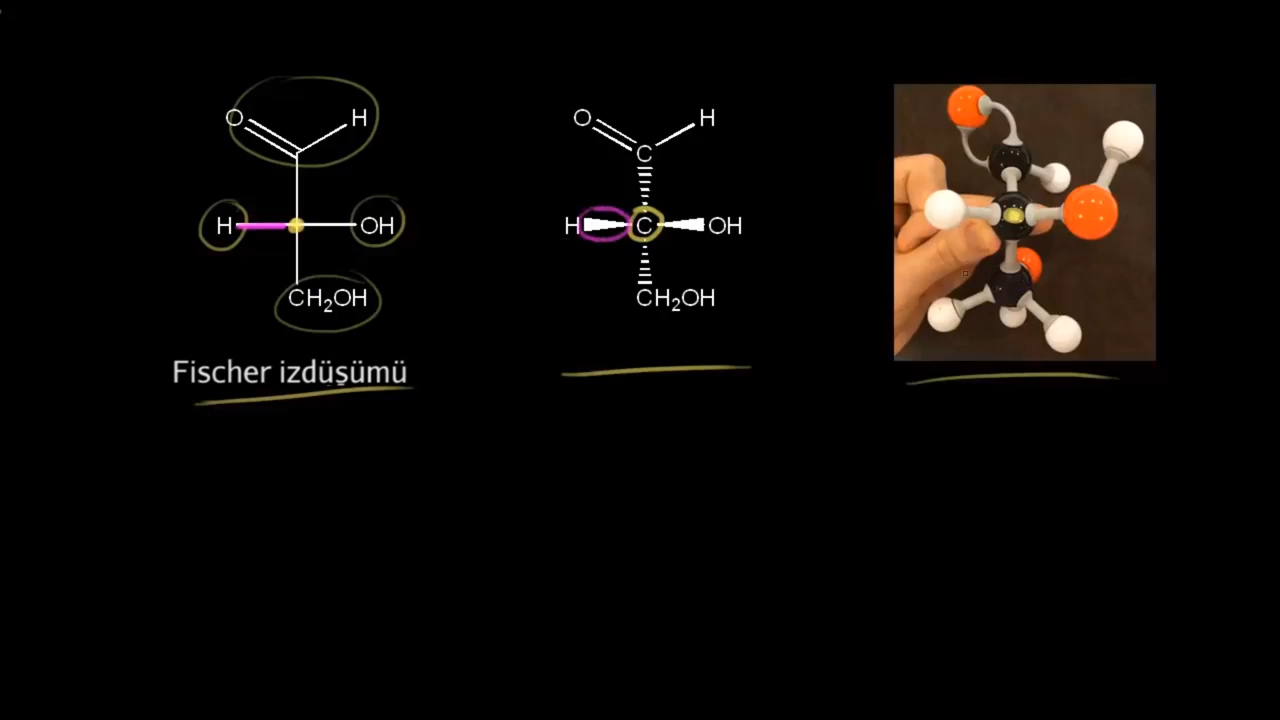 O H O H
C
H OH H C OH
CH₂OH CH₂OH
Fischer izdüşümü